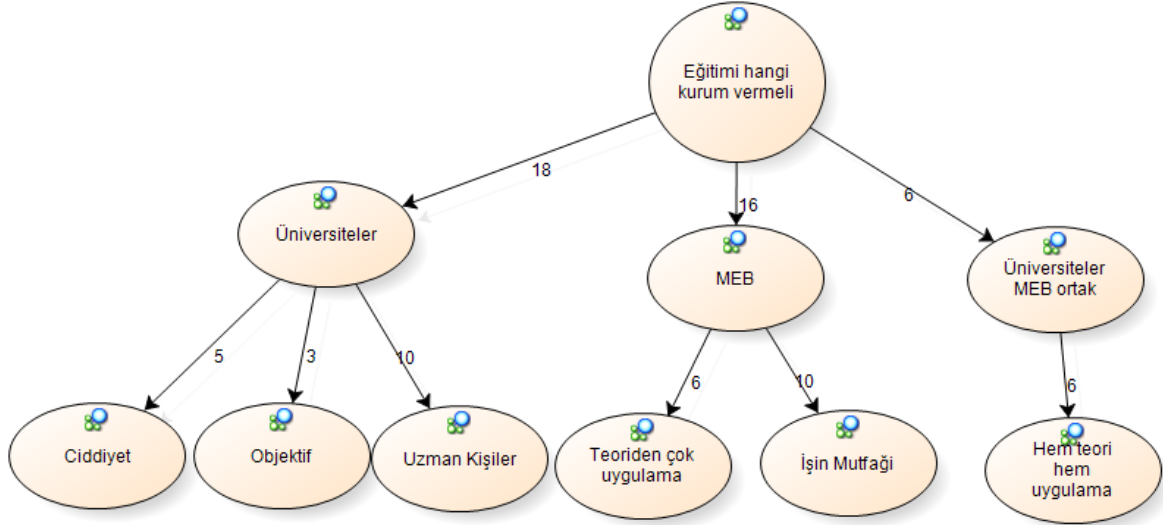 Eğitimi hangi
kurum vermeli
18
16
6
Üniversiteler
MEB
Üniversiteler
MEB ortak
5
3
10
6
10
6
Ciddiyet
Objektif
Uzman Kişiler
Teoriden çok
uygulama
İşin Mutfaği
Hem teori
hem
uygulama